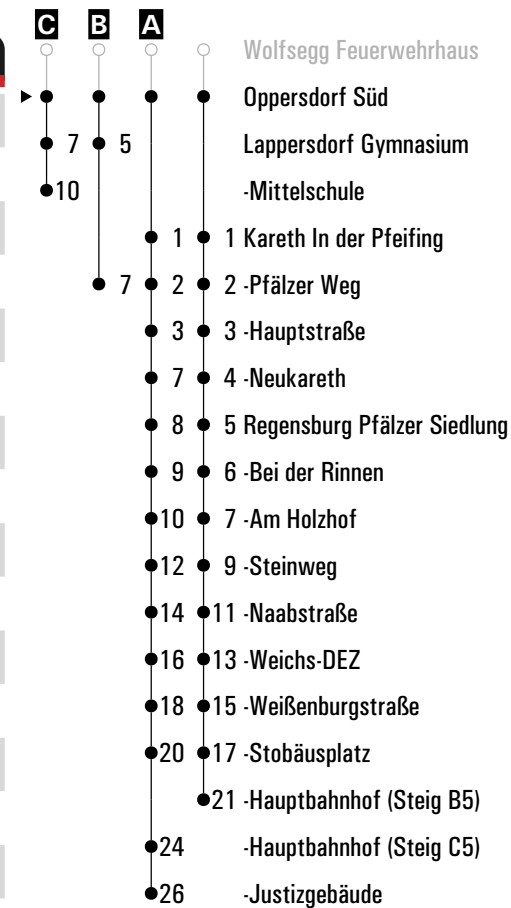 C B A
Wolfsegg Feuerwehrhaus
Oppersdorf Süd
7 5 Lappersdorf Gymnasium
10 -Mittelschule
1 1 Kareth In der Pfeifing
7 2 2 -Pfälzer Weg
3 3 -Hauptstraße
7 4 -Neukareth
8 5 Regensburg Pfälzer Siedlung
9 6 -Bei der Rinnen
10 7 -Am Holzhof
12 9 -Steinweg
14 11 -Naabstraße
16 13 -Weichs-DEZ
18 15 -Weißenburgstraße
20 17 -Stobäusplatz
21 -Hauptbahnhof (Steig B5)
24 -Hauptbahnhof (Steig C5)
26 -Justizgebäude